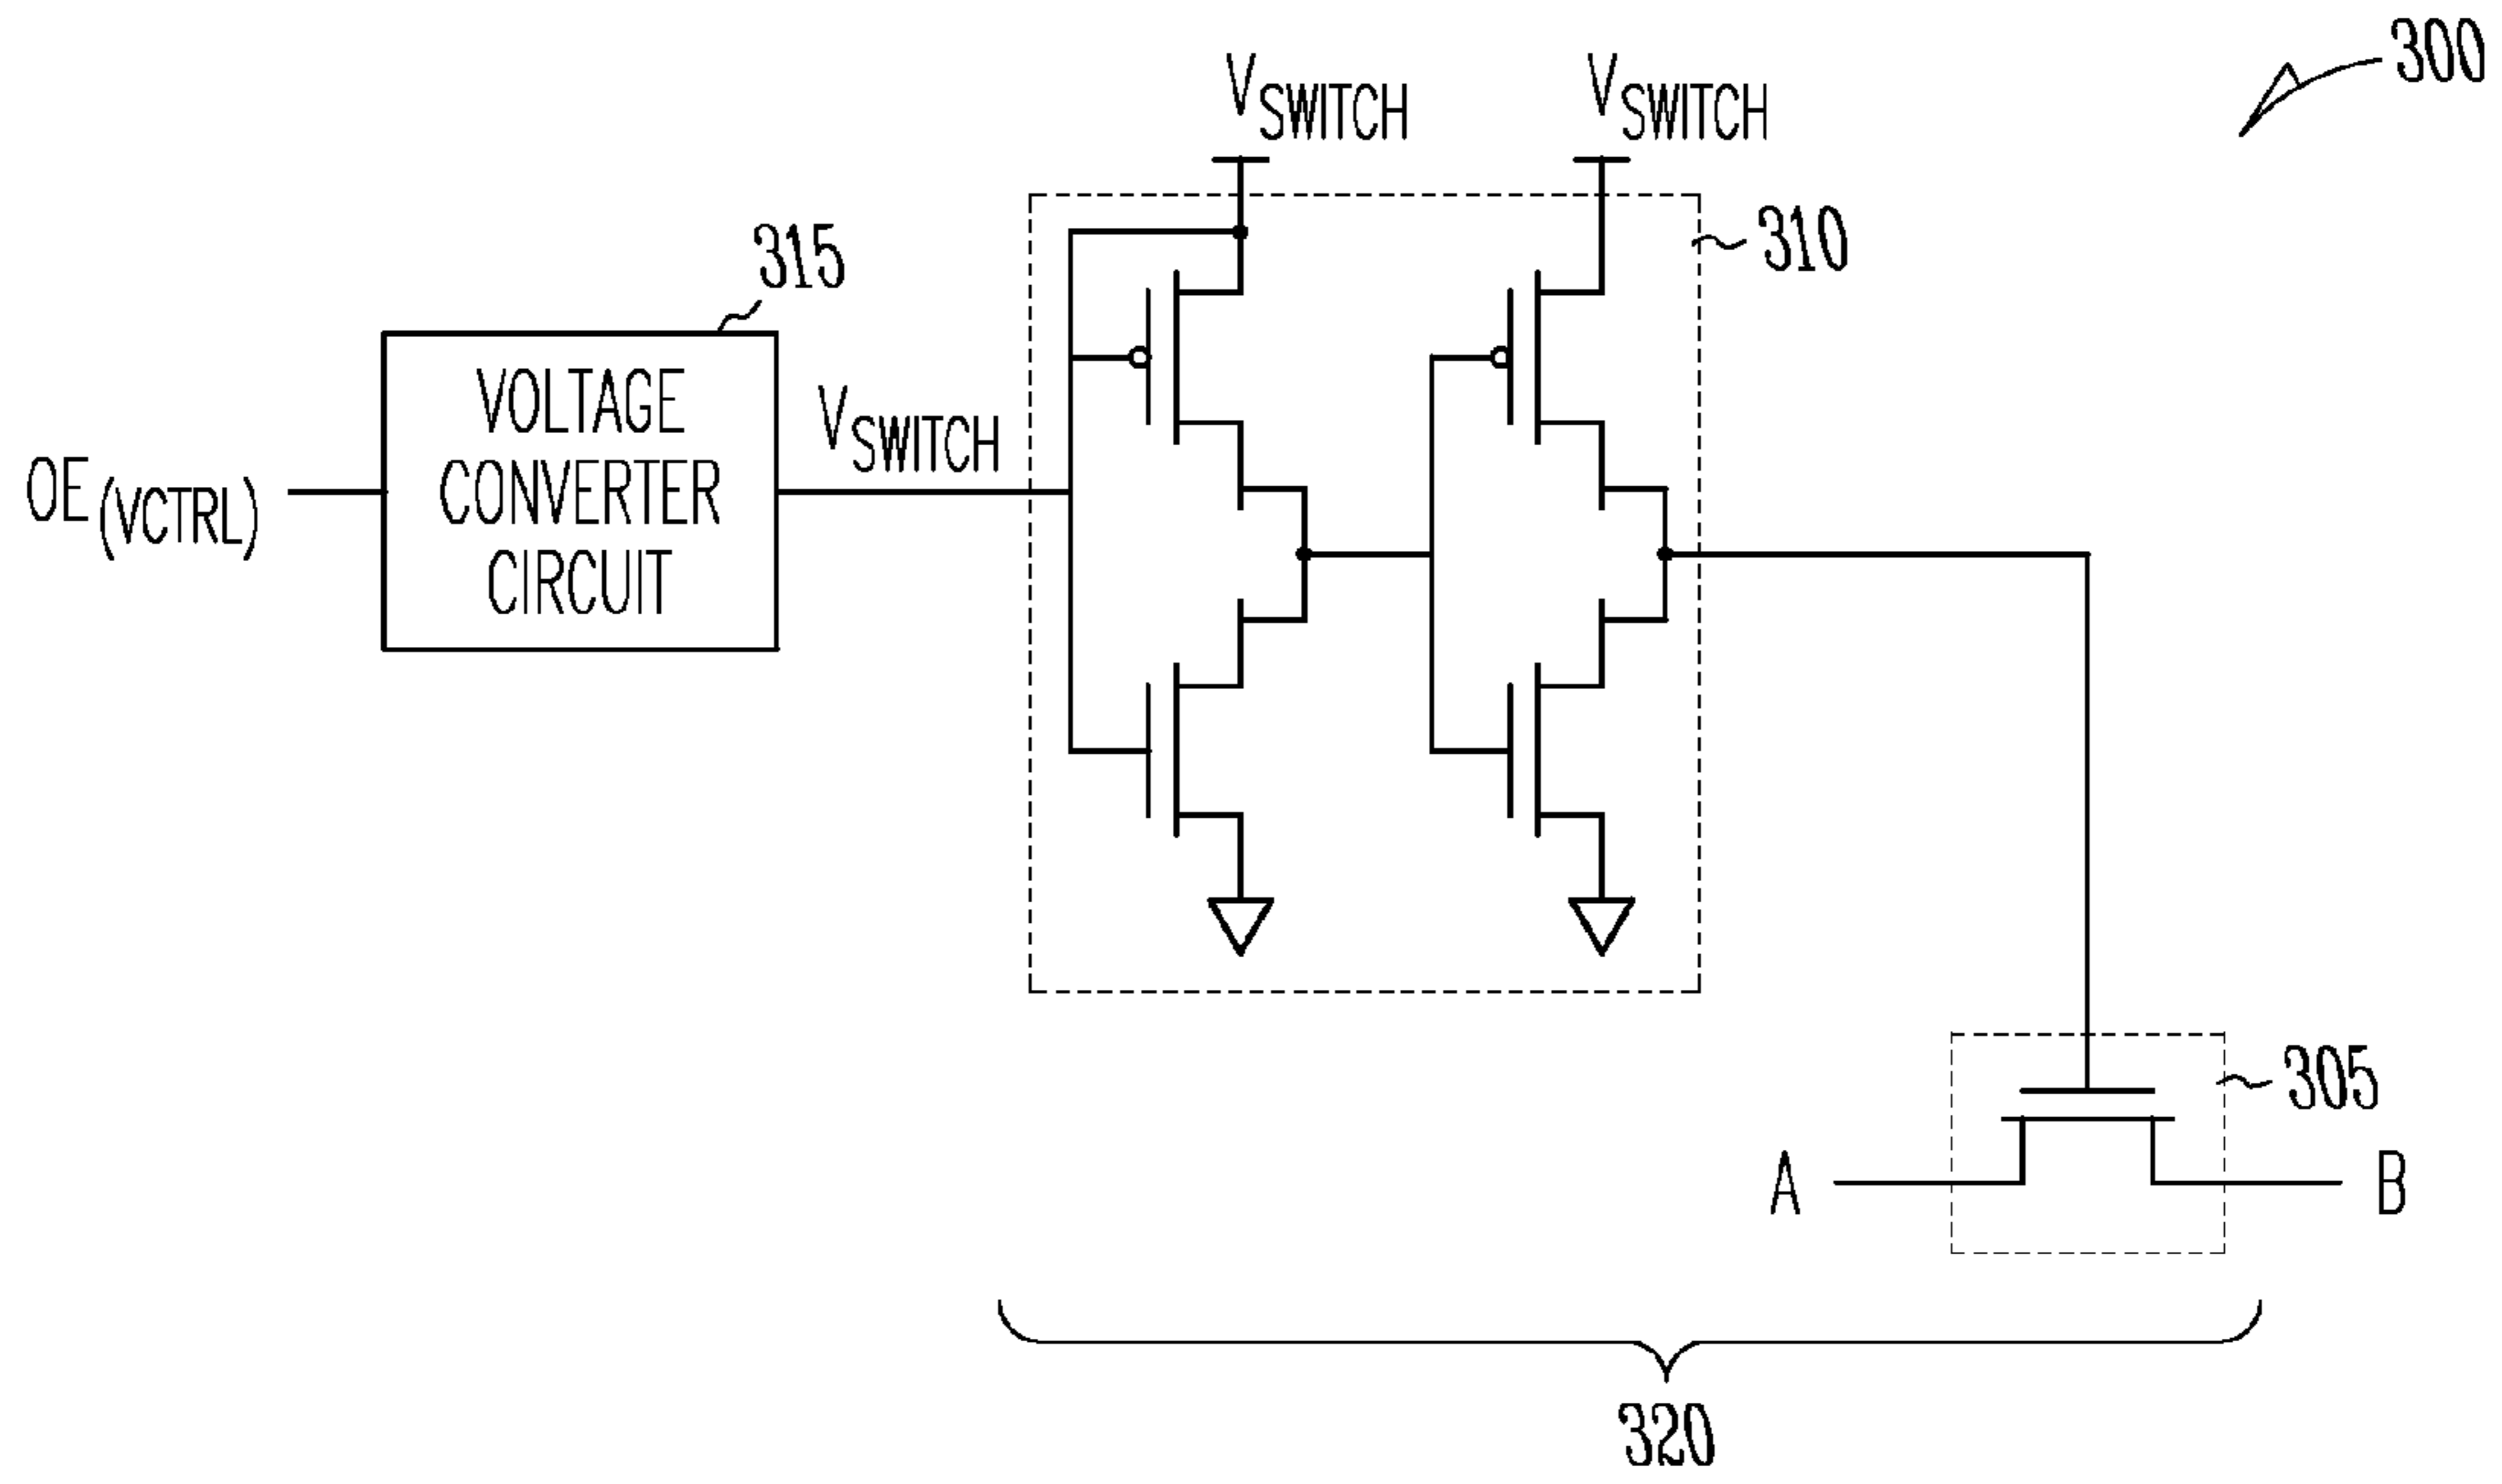 300
VSWITCH
VSWITCH
310
315
VOLTAGE
CONVERTER
CIRCUIT
VSWITCH
OE(VCTRL)
305
A
B
320